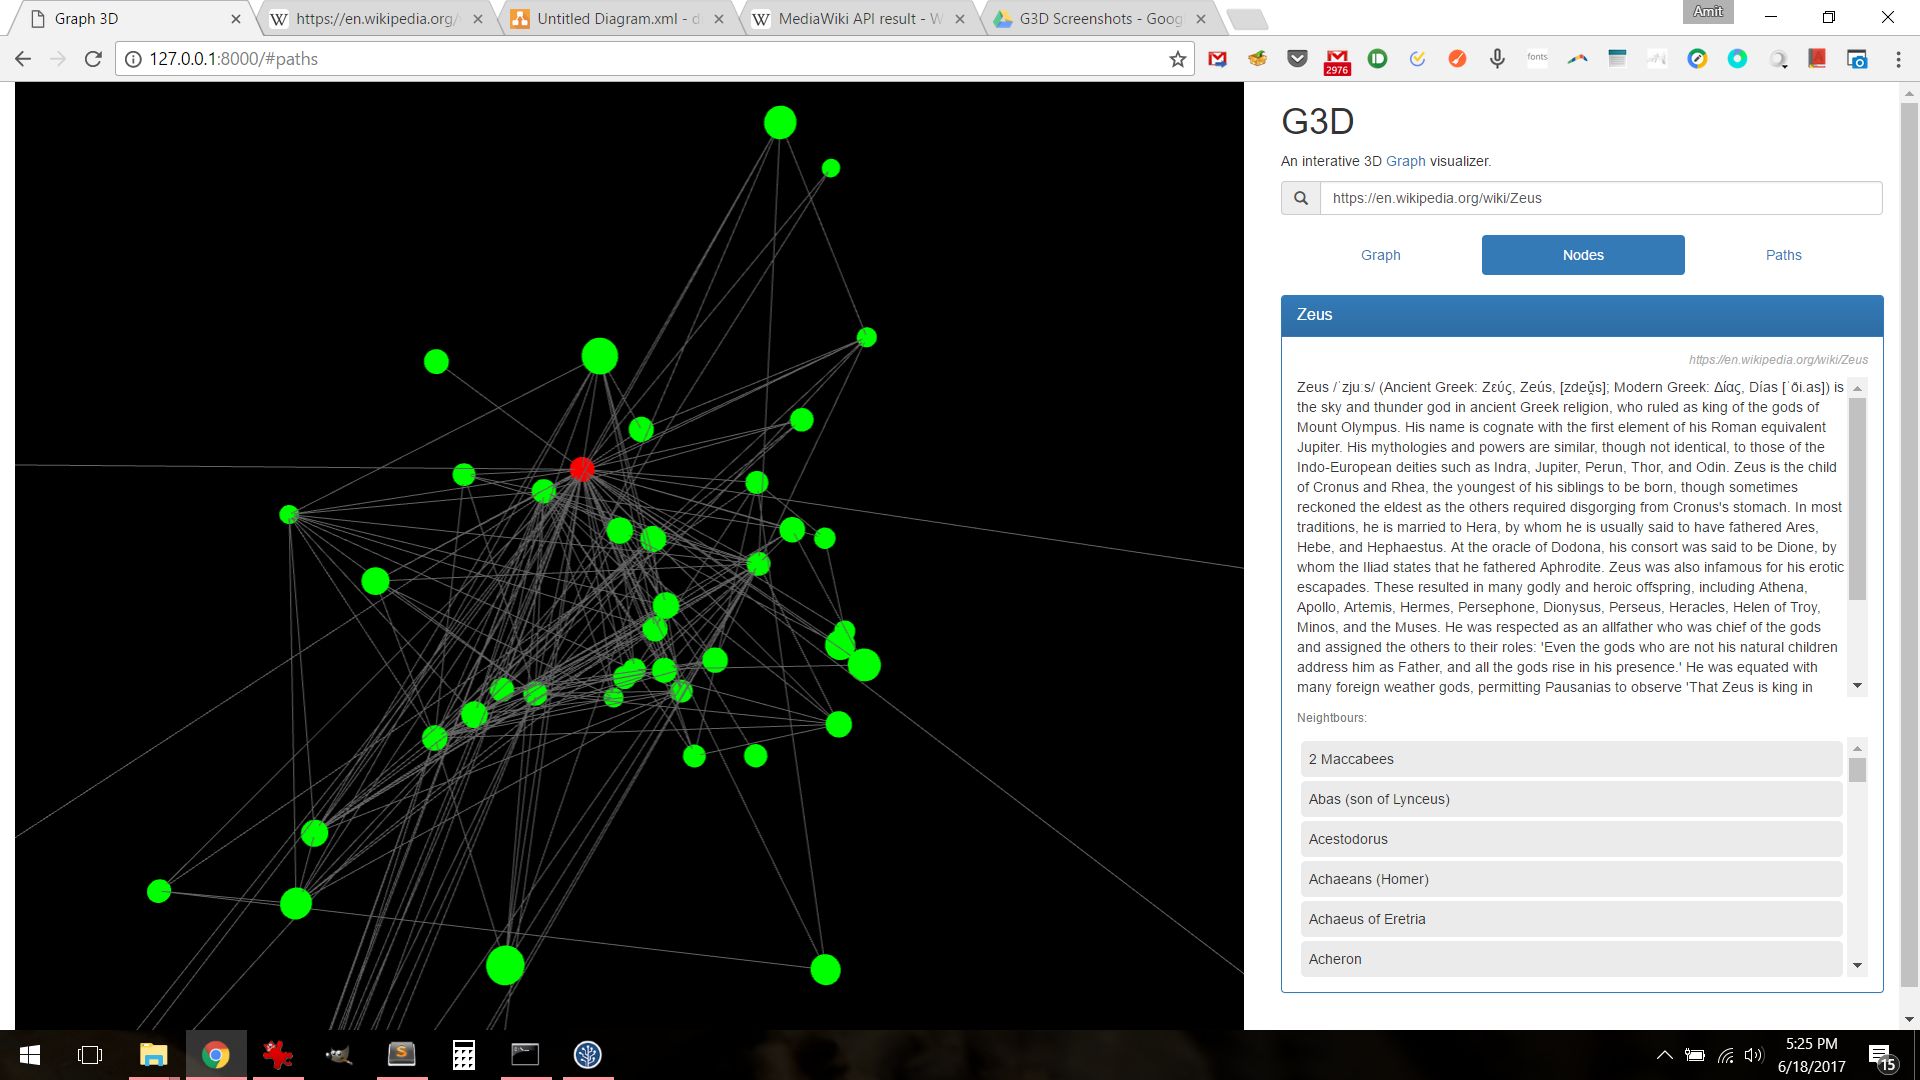 Graph 3D
https://en.wikipedia.org/
Untitled Diagram.xml - d
MediaWiki API result - W
G3D Screenshots - Goog
Amit
127.0.0.1:8000/#paths
2976
fonts
G3D
An interative 3D Graph visualizer.
https://en.wikipedia.org/wiki/Zeus
Graph
Nodes
Paths
Zeus
https://en.wikipedia.org/wiki/Zeus
Zeus /ˈzjuːs/ (Ancient Greek: Ζεύς, Zeús, [zdeǔ̯s]; Modern Greek: Δίας, Días [ˈði.as]) is
the sky and thunder god in ancient Greek religion, who ruled as king of the gods of
Mount Olympus. His name is cognate with the first element of his Roman equivalent
Jupiter. His mythologies and powers are similar, though not identical, to those of the
Indo-European deities such as Indra, Jupiter, Perun, Thor, and Odin. Zeus is the child
of Cronus and Rhea, the youngest of his siblings to be born, though sometimes
reckoned the eldest as the others required disgorging from Cronus's stomach. In most
traditions, he is married to Hera, by whom he is usually said to have fathered Ares,
Hebe, and Hephaestus. At the oracle of Dodona, his consort was said to be Dione, by
whom the Iliad states that he fathered Aphrodite. Zeus was also infamous for his erotic
escapades. These resulted in many godly and heroic offspring, including Athena,
Apollo, Artemis, Hermes, Persephone, Dionysus, Perseus, Heracles, Helen of Troy,
Minos, and the Muses. He was respected as an allfather who was chief of the gods
and assigned the others to their roles: 'Even the gods who are not his natural children
address him as Father, and all the gods rise in his presence.' He was equated with
many foreign weather gods, permitting Pausanias to observe 'That Zeus is king in
Neighbours:
2 Maccabees
Abas (son of Lynceus)
Acestodorus
Achaeans (Homer)
Achaeus of Eretria
Acheron
5:25 PM
6/18/2017
15